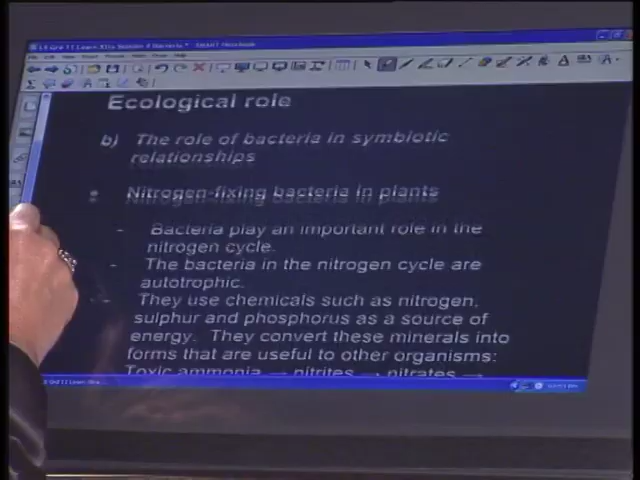 Ecological role
b) The role of bacteria in symbiotic
relationships
• Nitrogen-fixing bacteria in plants
- Bacteria play an important role in the
nitrogen cycle.
- The bacteria in the nitrogen cycle are
autotrophic.
They use chemicals such as nitrogen,
sulphur and phosphorus as a source of
energy. They convert these minerals into
forms that are useful to other organisms:
Toxic ammonia → nitrites → nitrates →